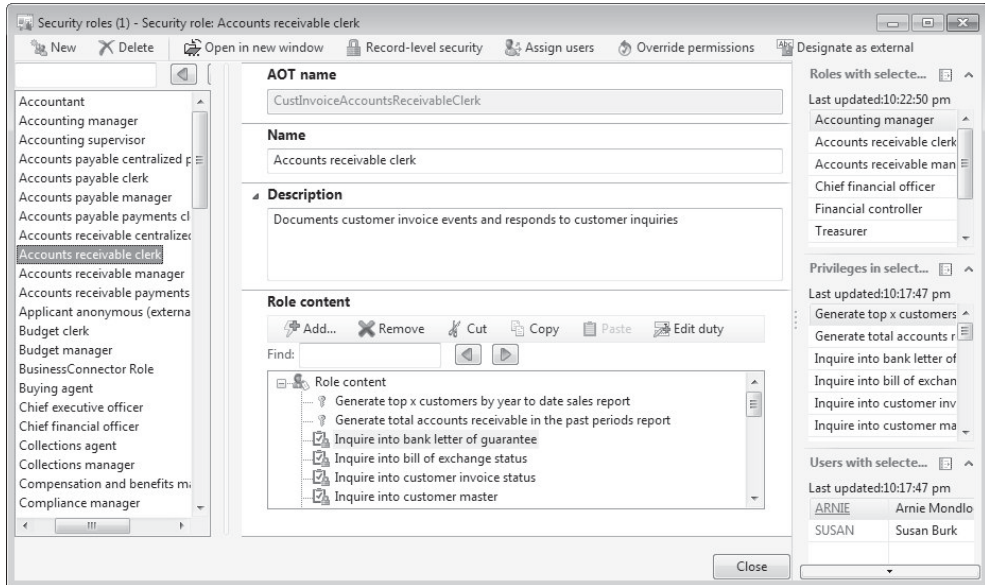 Security roles (1) - Security role: Accounts receivable clerk
New Delete Open in new window Record-level security Assign users Override permissions Designate as external
Accountant
Accounting manager
Accounting supervisor
Accounts payable centralized p
Accounts payable clerk
Accounts payable manager
Accounts payable payments cl
Accounts receivable centralized
Accounts receivable clerk
Accounts receivable manager
Accounts receivable payments
Applicant anonymous (externa
Budget clerk
Budget manager
BusinessConnector Role
Buying agent
Chief executive officer
Chief financial officer
Collections agent
Collections manager
Compensation and benefits ma
Compliance manager
AOT name
CustInvoiceAccountsReceivableClerk
Name
Accounts receivable clerk
Description
Documents customer invoice events and responds to customer inquiries
Role content
Add... Remove Cut Copy Paste Edit duty
Find:
Role content
Generate top x customers by year to date sales report
Generate total accounts receivable in the past periods report
Inquire into bank letter of guarantee
Inquire into bill of exchange status
Inquire into customer invoice status
Inquire into customer master
Roles with selecte...
Last updated:10:22:50 pm
Accounting manager
Accounts receivable clerk
Accounts receivable man
Chief financial officer
Financial controller
Treasurer
Privileges in select...
Last updated:10:17:47 pm
Generate top x customers
Generate total accounts r
Inquire into bank letter of
Inquire into bill of exchan
Inquire into customer inv
Inquire into customer ma
Users with selecte...
Last updated:10:17:47 pm
ARNIE Arnie Mondlo
SUSAN Susan Burk
Close